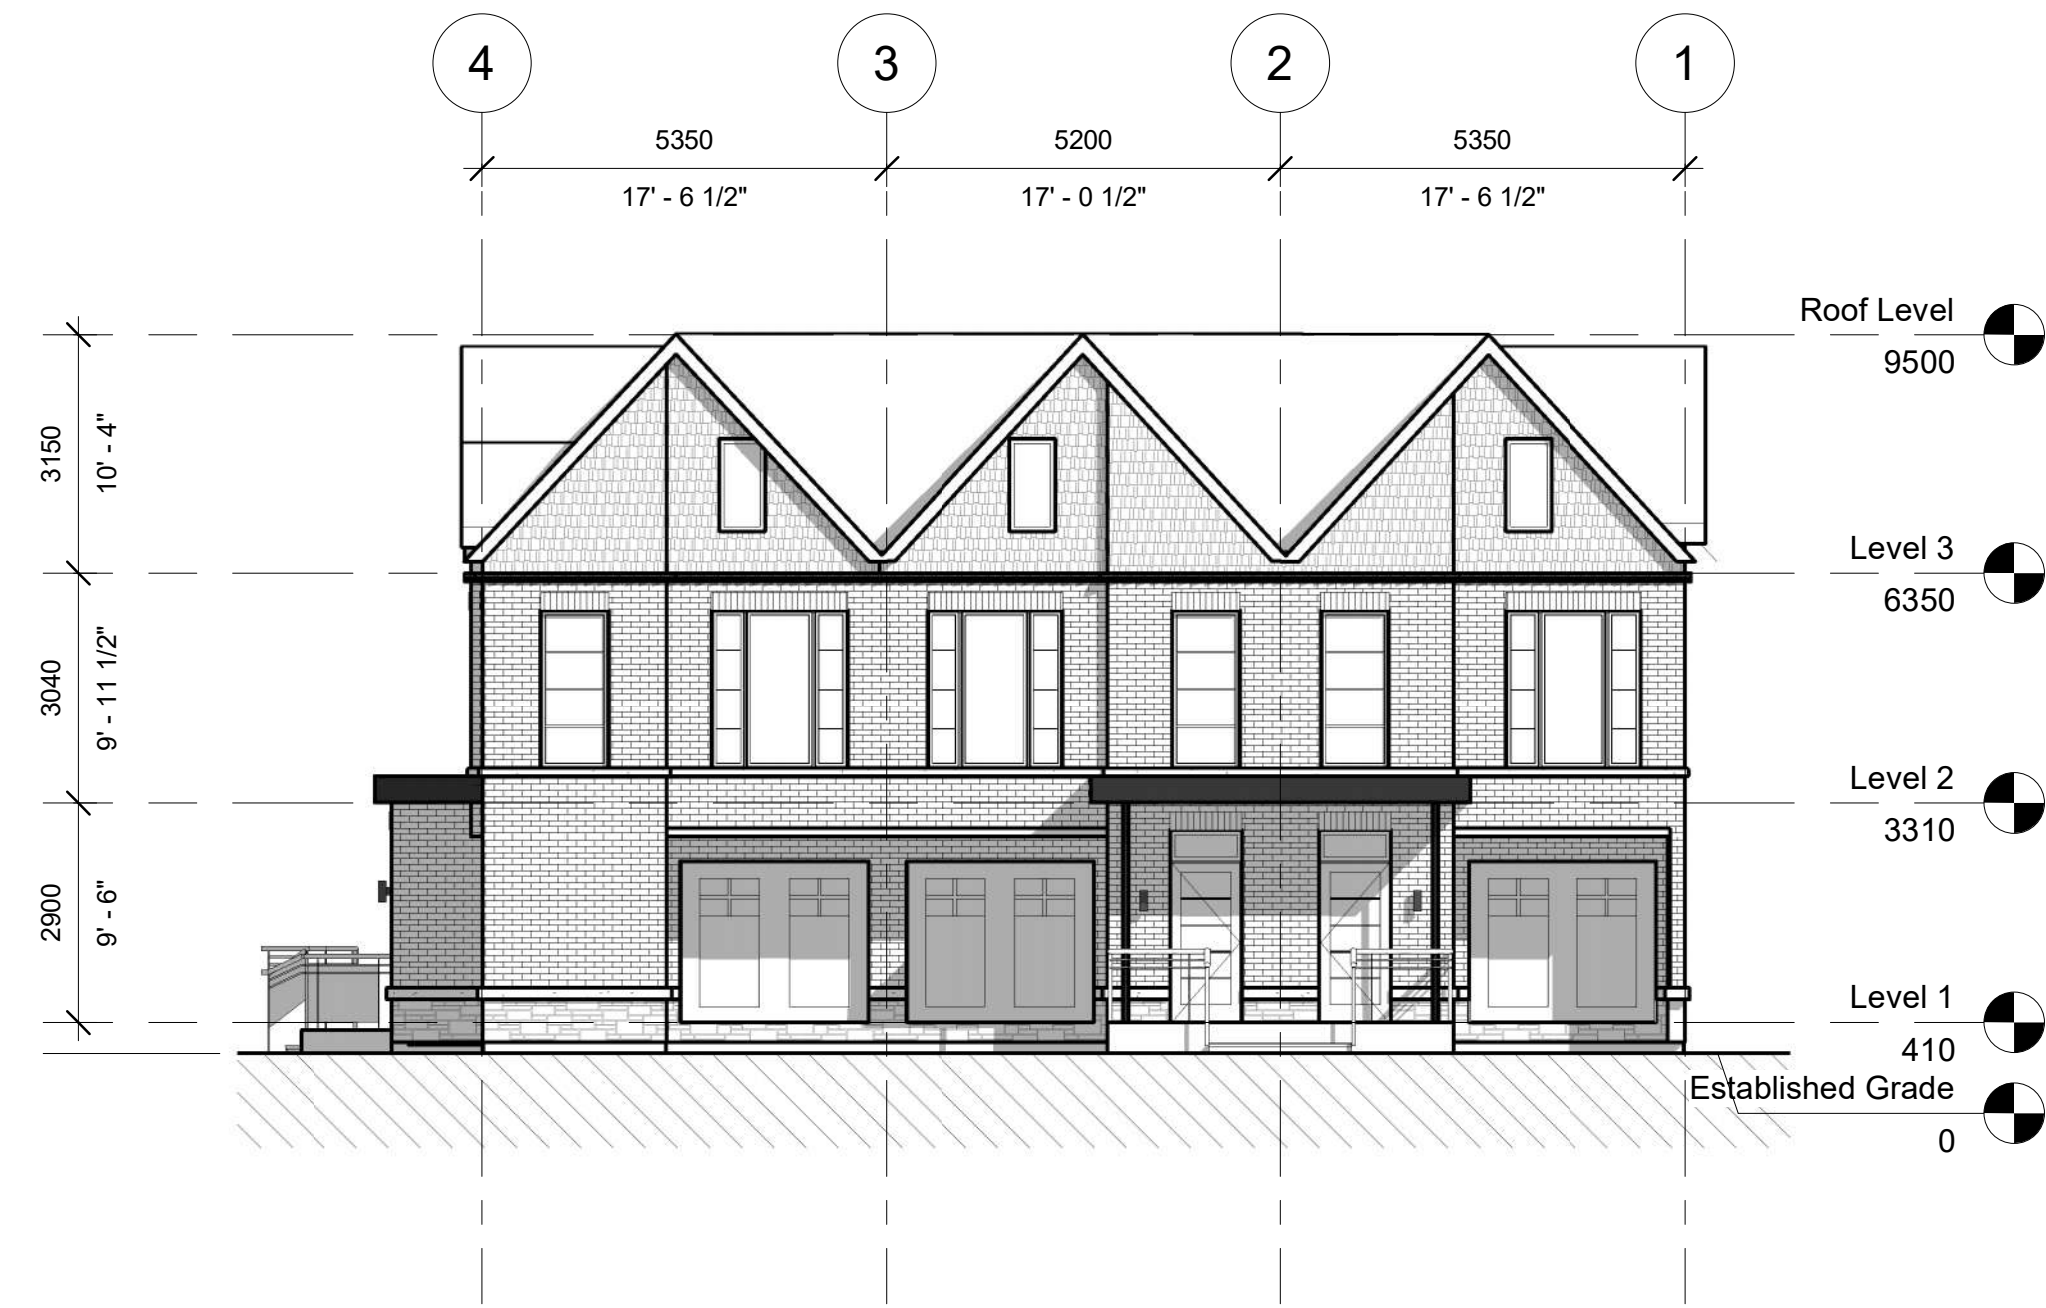 4
3
2
1
5350
5200
5350
17' - 6 1/2"
17' - 0 1/2"
17' - 6 1/2"
Roof Level
9500
3150
10' - 4"
Level 3
6350
3040
9' - 11 1/2"
Level 2
3310
2900
9' - 6"
Level 1
410
Established Grade
0